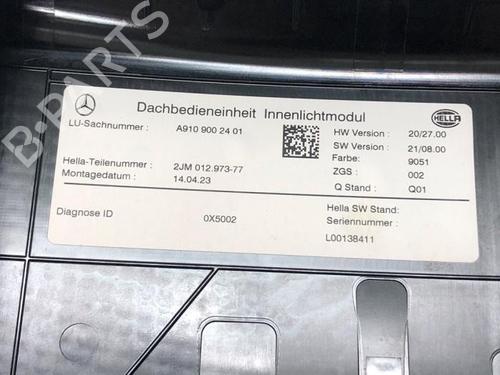 Dachbedieneinheit Innenlichtmodul
HELLA
LU-Sachnummer : A910 900 24 01
Hella-Teilenummer : 2JM 012.973-77
Montagedatum : 14.04.23
Diagnose ID 0X5002
HW Version : 20/27.00
SW Version : 21/08.00
Farbe: 9051
ZGS : 002
Q Stand : Q01
Hella SW Stand:
Seriennummer :
L00138411
B-PARTS